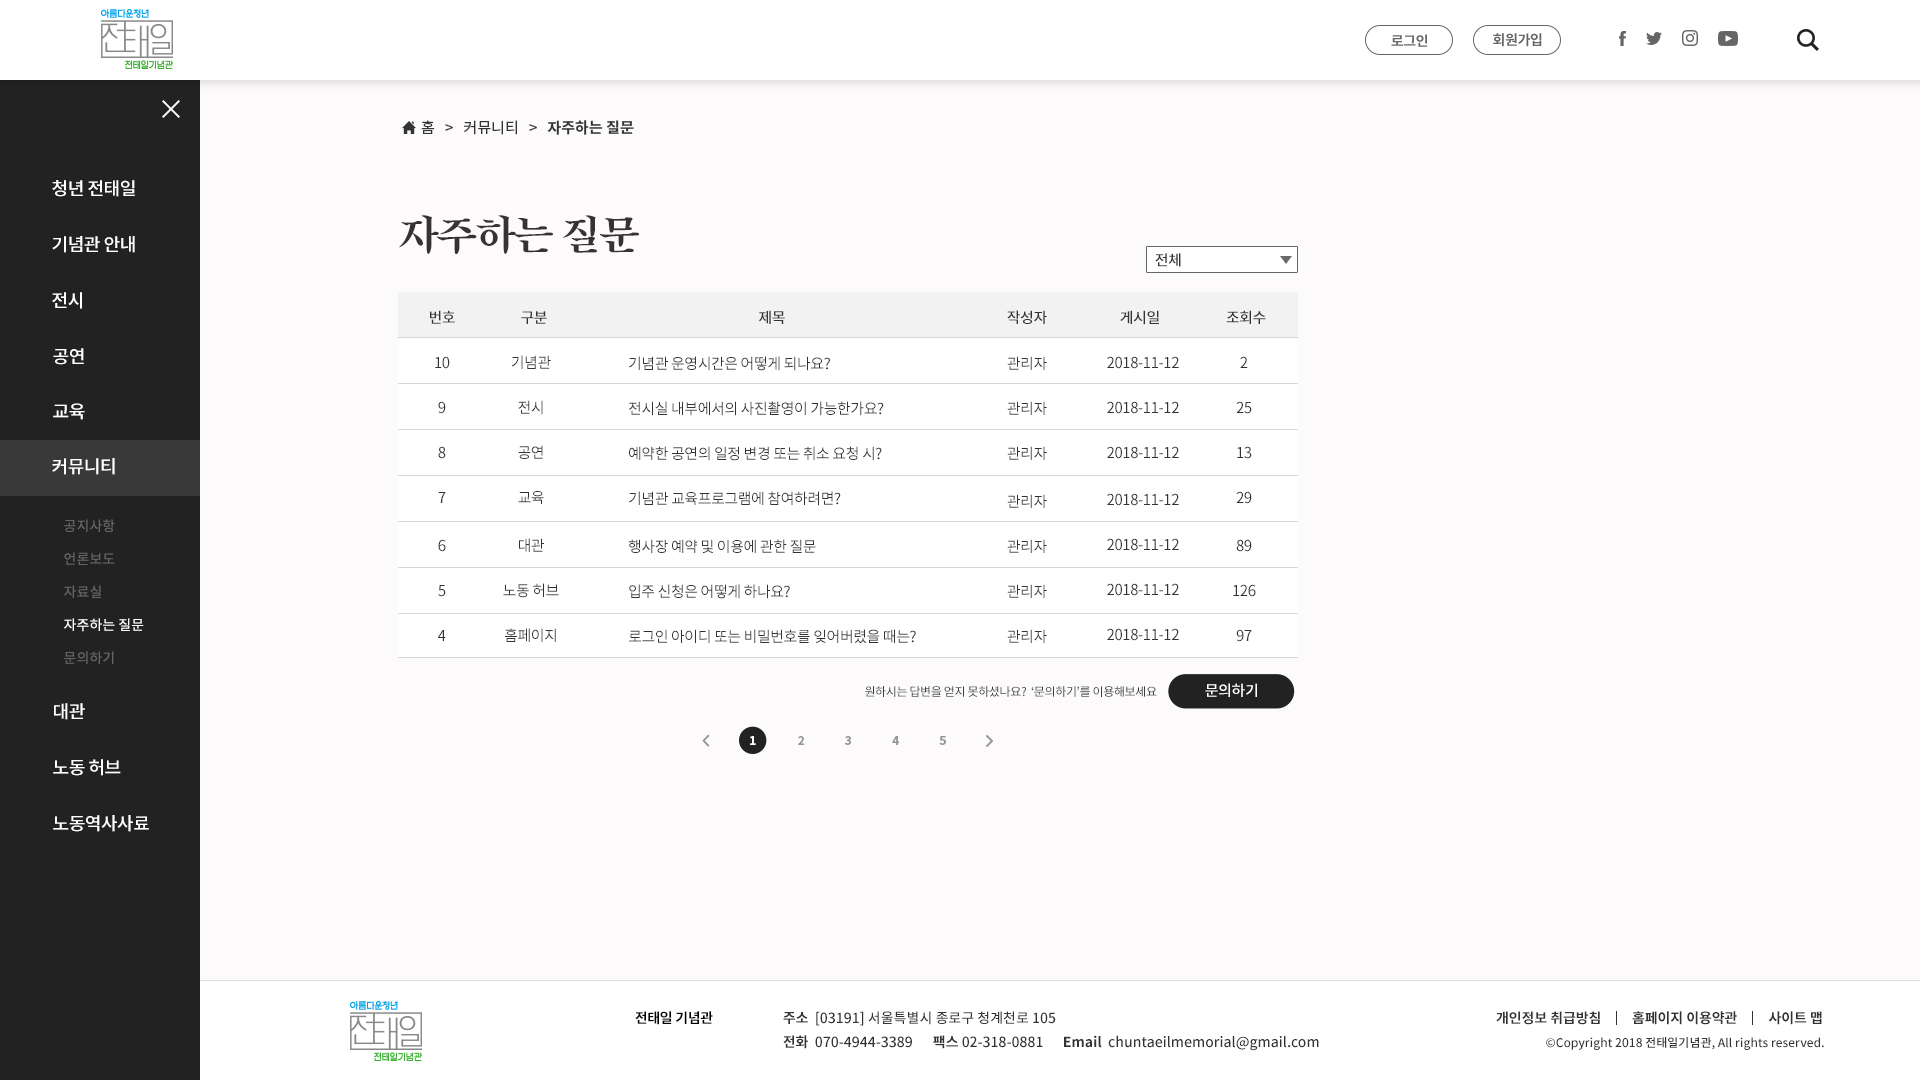 아름다운청년
전태일
전태일기념관
로그인
회원가입
청년 전태일
기념관 안내
전시
공연
교육
커뮤니티
공지사항
언론보도
자료실
자주하는 질문
문의하기
대관
노동 허브
노동역사사료
홈 > 커뮤니티 > 자주하는 질문
자주하는 질문
전체
번호 구분 제목 작성자 게시일 조회수
10 기념관 기념관 운영시간은 어떻게 되나요? 관리자 2018-11-12 2
9 전시 전시실 내부에서의 사진촬영이 가능한가요? 관리자 2018-11-12 25
8 공연 예약한 공연의 일정 변경 또는 취소 요청 시? 관리자 2018-11-12 13
7 교육 기념관 교육프로그램에 참여하려면? 관리자 2018-11-12 29
6 대관 행사장 예약 및 이용에 관한 질문 관리자 2018-11-12 89
5 노동 허브 입주 신청은 어떻게 하나요? 관리자 2018-11-12 126
4 홈페이지 로그인 아이디 또는 비밀번호를 잊어버렸을 때는? 관리자 2018-11-12 97
원하시는 답변을 얻지 못하셨나요? ‘문의하기’를 이용해보세요 문의하기
1 2 3 4 5
아름다운청년
전태일
전태일기념관
전태일 기념관
주소 [03191] 서울특별시 종로구 청계천로 105
전화 070-4944-3389 팩스 02-318-0881 Email chuntaeilmemorial@gmail.com
개인정보 취급방침 | 홈페이지 이용약관 | 사이트 맵
©Copyright 2018 전태일기념관, All rights reserved.